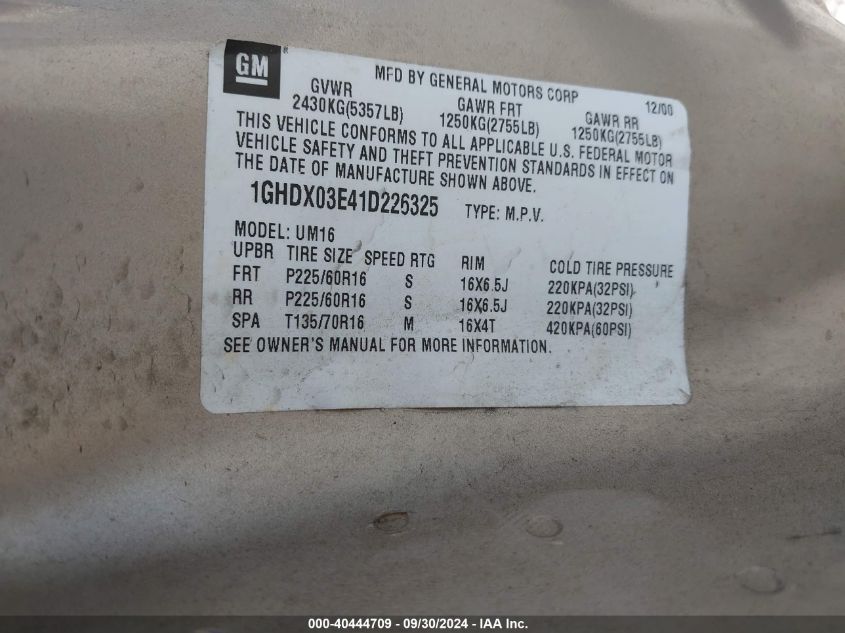 GM ®
MFD BY GENERAL MOTORS CORP 12/00
GVWR GAWR FRT GAWR RR
2430KG(5357LB) 1250KG(2755LB) 1250KG(2755LB)
THIS VEHICLE CONFORMS TO ALL APPLICABLE U.S. FEDERAL MOTOR
VEHICLE SAFETY AND THEFT PREVENTION STANDARDS IN EFFECT ON
THE DATE OF MANUFACTURE SHOWN ABOVE.
1GHDX03E41D226325 TYPE: M.P.V.
MODEL: UM16
UPBR TIRE SIZE SPEED RTG RIM COLD TIRE PRESSURE
FRT P225/60R16 S 16X6.5J 220KPA(32PSI)
RR P225/60R16 S 16X6.5J 220KPA(32PSI)
SPA T135/70R16 M 16X4T 420KPA(60PSI)
SEE OWNER'S MANUAL FOR MORE INFORMATION.
000-40444709 - 09/30/2024 - IAA Inc.